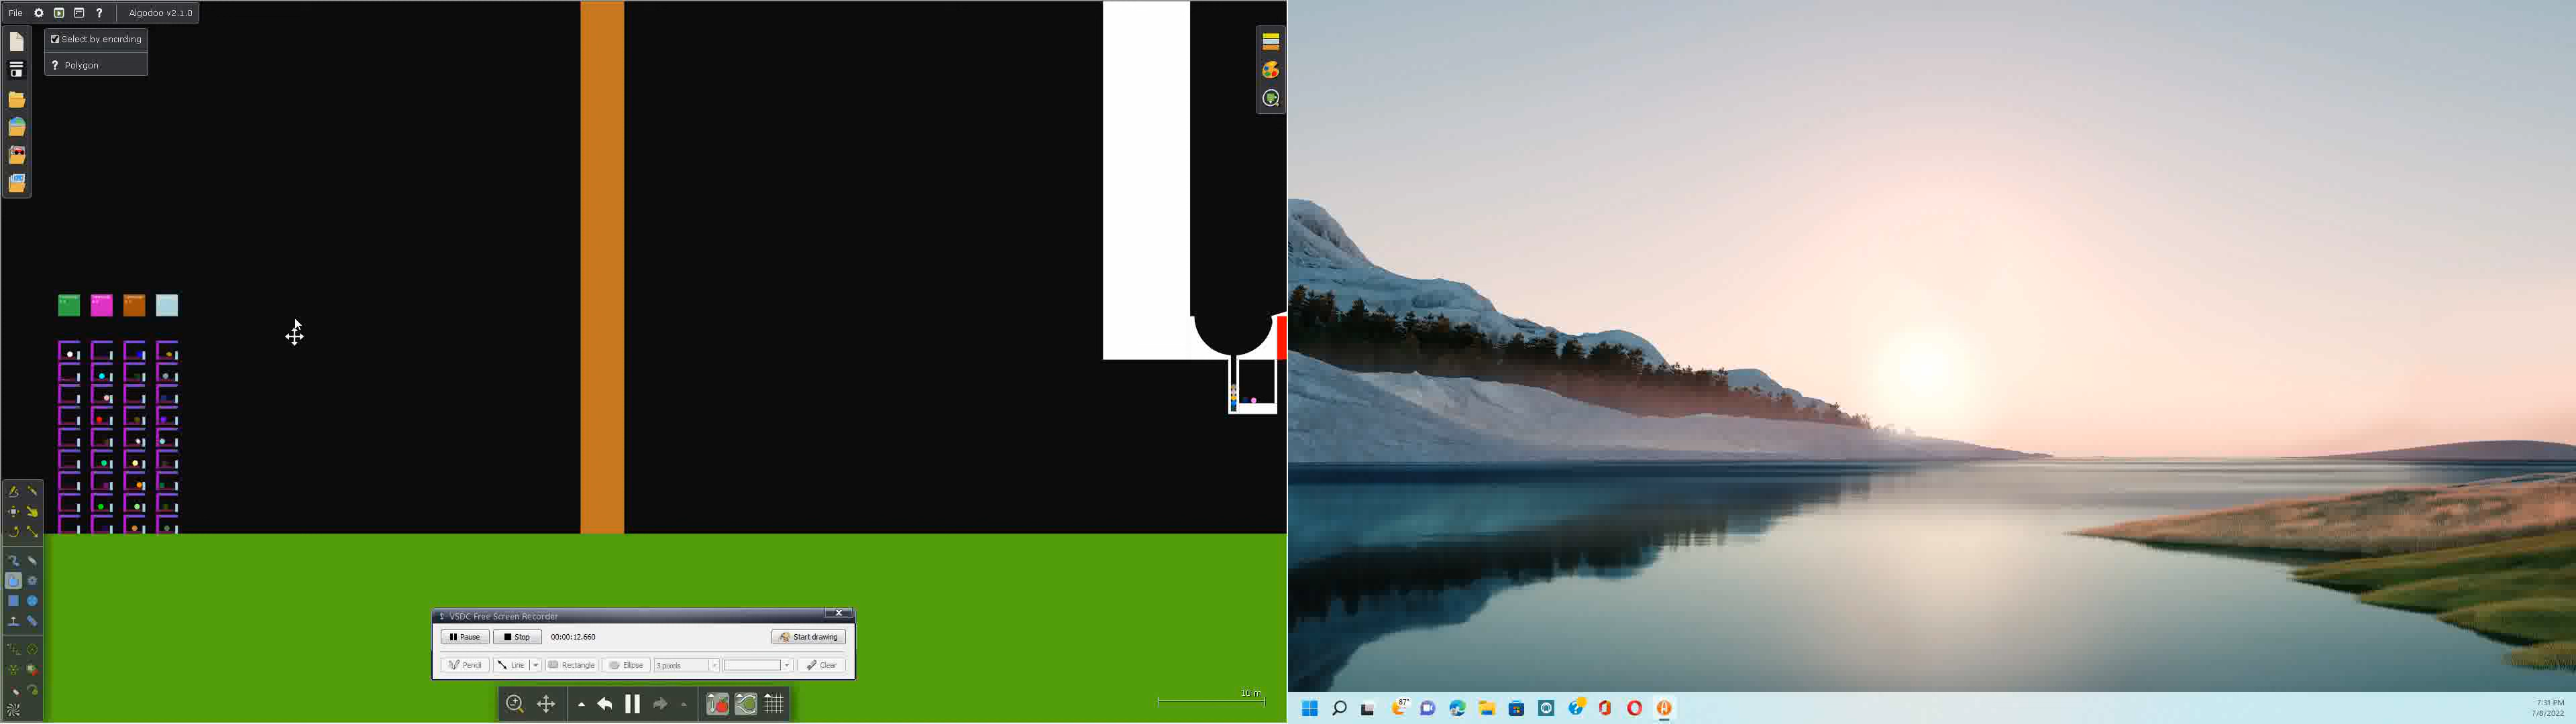 File ? Algodoo v2.1.0
Select by encircling
? Polygon
VSDC Free Screen Recorder
Pause Stop 00:00:12.660 Start drawing
Pencil Line Rectangle Ellipse 3 pixels Clear
10 m
87°
7:31 PM
7/8/2022